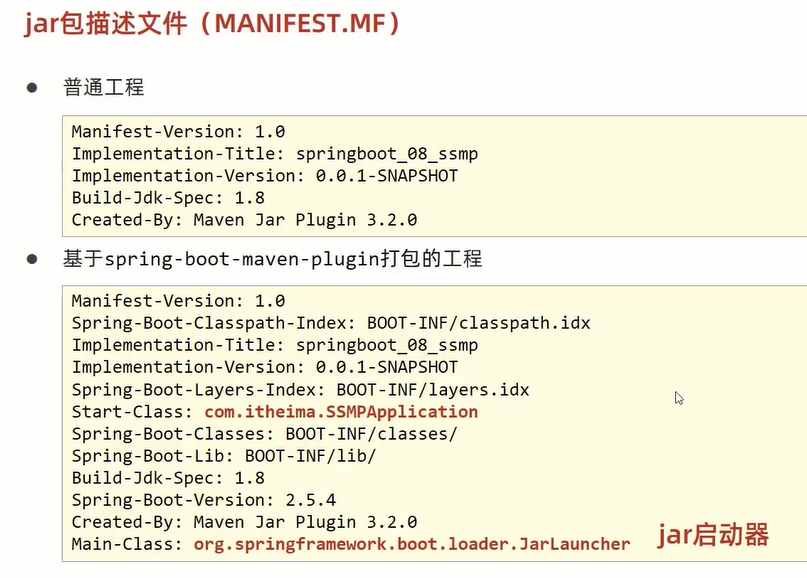 jar包描述文件（MANIFEST.MF）
● 普通工程
Manifest-Version: 1.0
Implementation-Title: springboot_08_ssmp
Implementation-Version: 0.0.1-SNAPSHOT
Build-Jdk-Spec: 1.8
Created-By: Maven Jar Plugin 3.2.0
● 基于spring-boot-maven-plugin打包的工程
Manifest-Version: 1.0
Spring-Boot-Classpath-Index: BOOT-INF/classpath.idx
Implementation-Title: springboot_08_ssmp
Implementation-Version: 0.0.1-SNAPSHOT
Spring-Boot-Layers-Index: BOOT-INF/layers.idx
Start-Class: com.itheima.SSMPApplication
Spring-Boot-Classes: BOOT-INF/classes/
Spring-Boot-Lib: BOOT-INF/lib/
Build-Jdk-Spec: 1.8
Spring-Boot-Version: 2.5.4
Created-By: Maven Jar Plugin 3.2.0
Main-Class: org.springframework.boot.loader.JarLauncher
jar启动器